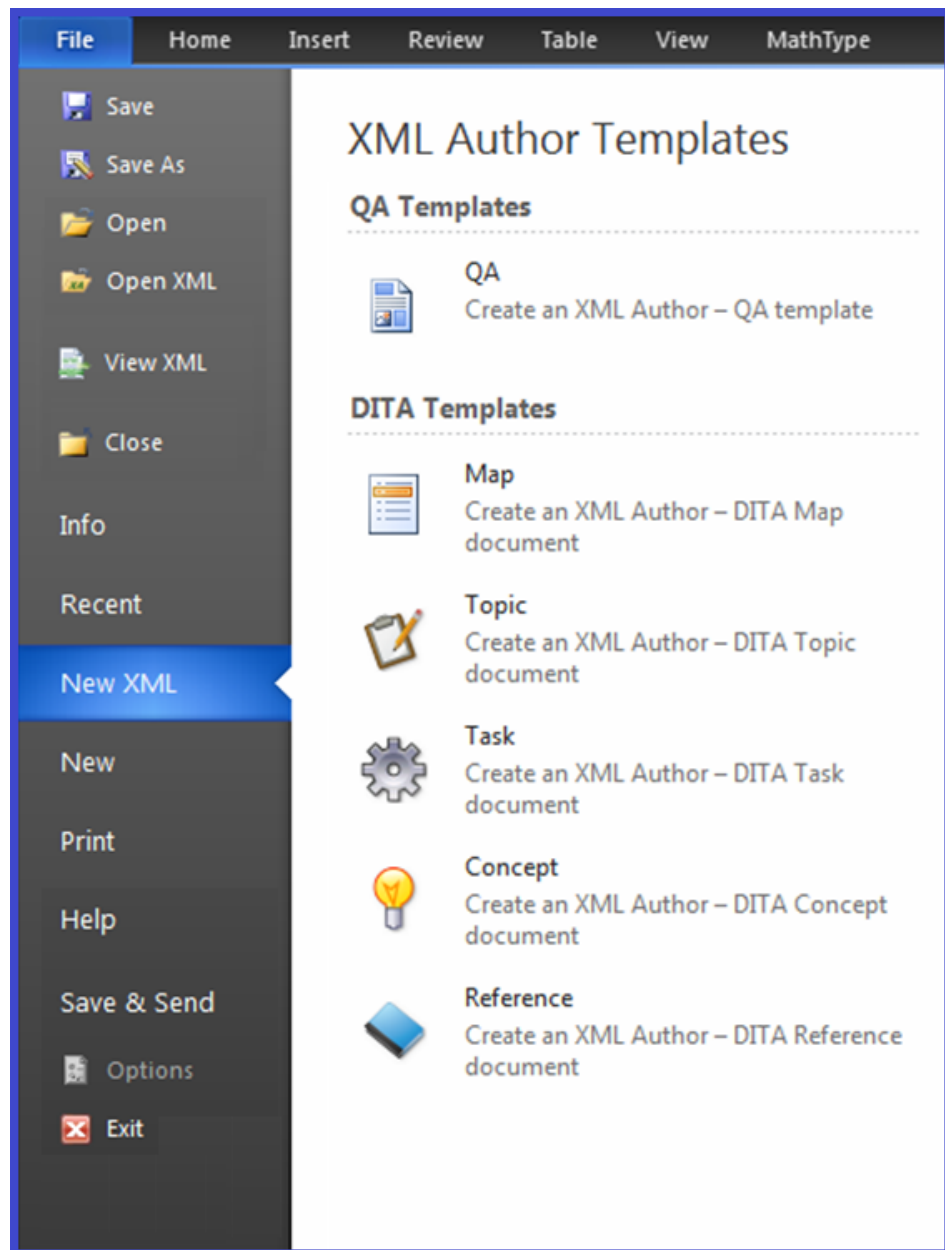 File Home Insert Review Table View MathType
Save
Save As
Open
Open XML
View XML
Close
Info
Recent
New XML
New
Print
Help
Save & Send
Options
Exit
XML Author Templates
QA Templates
QA
Create an XML Author – QA template
DITA Templates
Map
Create an XML Author – DITA Map
document
Topic
Create an XML Author – DITA Topic
document
Task
Create an XML Author – DITA Task
document
Concept
Create an XML Author – DITA Concept
document
Reference
Create an XML Author – DITA Reference
document